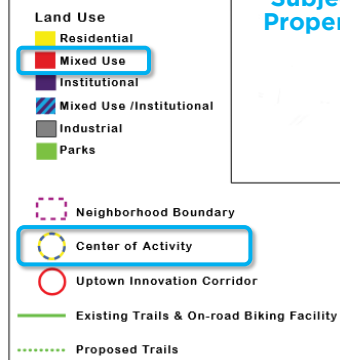 Land Use
Residential
Mixed Use
Institutional
Mixed Use /Institutional
Industrial
Parks
Neighborhood Boundary
Center of Activity
Uptown Innovation Corridor
Existing Trails & On-road Biking Facility
Proposed Trails